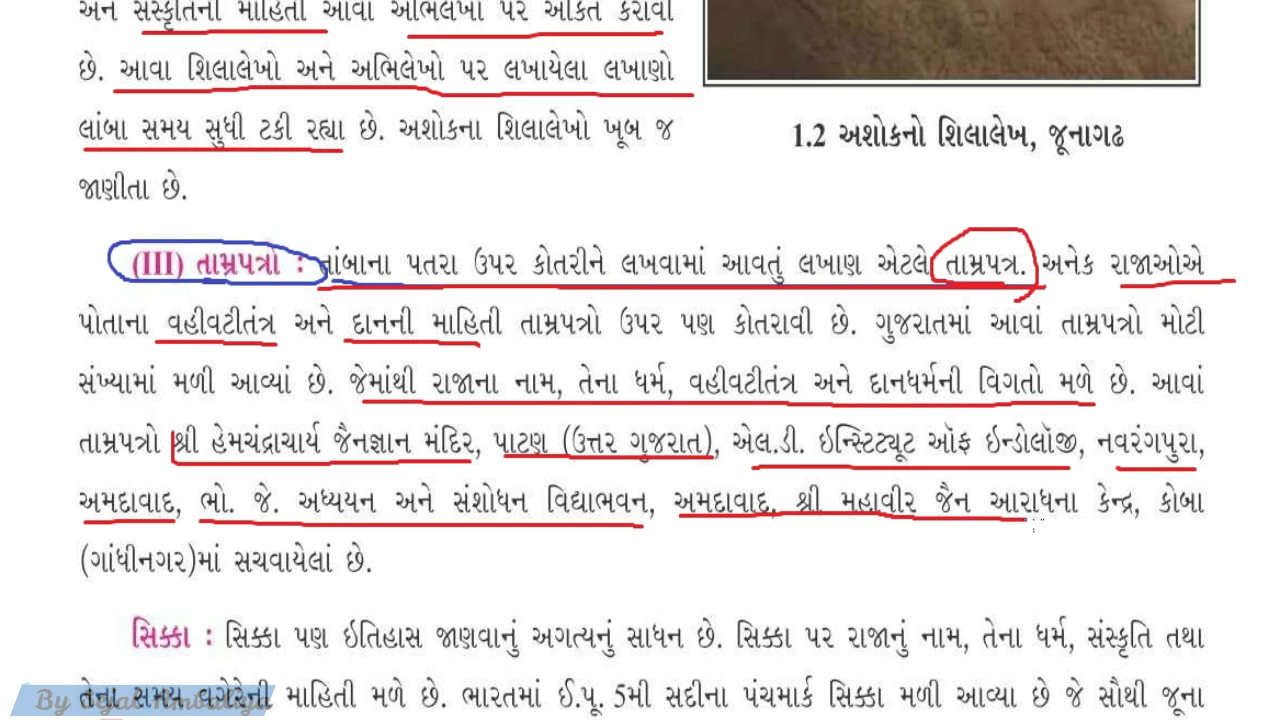 અને સંસ્કૃતિની માહિતી આવા અભિલેખો પર અંકિત કરાવી
છે. આવા શિલાલેખો અને અભિલેખો પર લખાયેલા લખાણો
લાંબા સમય સુધી ટકી રહ્યા છે. અશોકના શિલાલેખો ખૂબ જ
જાણીતા છે.
1.2 અશોકનો શિલાલેખ, જૂનાગઢ
(III) તામ્રપત્રો : તાંબાના પતરા ઉપર કોતરીને લખવામાં આવતું લખાણ એટલે તામ્રપત્ર. અનેક રાજાઓએ
પોતાના વહીવટીતંત્ર અને દાનની માહિતી તામ્રપત્રો ઉપર પણ કોતરાવી છે. ગુજરાતમાં આવાં તામ્રપત્રો મોટી
સંખ્યામાં મળી આવ્યાં છે. જેમાંથી રાજાના નામ, તેના ધર્મ, વહીવટીતંત્ર અને દાનધર્મની વિગતો મળે છે. આવાં
તામ્રપત્રો શ્રી હેમચંદ્રાચાર્ય જૈનજ્ઞાન મંદિર, પાટણ (ઉત્તર ગુજરાત), એલ.ડી. ઇન્સ્ટિટ્યૂટ ઑફ ઇન્ડોલૉજી, નવરંગપુરા,
અમદાવાદ, ભો. જે. અધ્યયન અને સંશોધન વિદ્યાભવન, અમદાવાદ, શ્રી મહાવીર જૈન આરાધના કેન્દ્ર, કોબા
(ગાંધીનગર)માં સચવાયેલાં છે.
સિક્કા : સિક્કા પણ ઇતિહાસ જાણવાનું અગત્યનું સાધન છે. સિક્કા પર રાજાનું નામ, તેના ધર્મ, સંસ્કૃતિ તથા
તેના સમય વગેરેની માહિતી મળે છે. ભારતમાં ઈ.પૂ. 5મી સદીના પંચમાર્ક સિક્કા મળી આવ્યા છે જે સૌથી જૂના
By